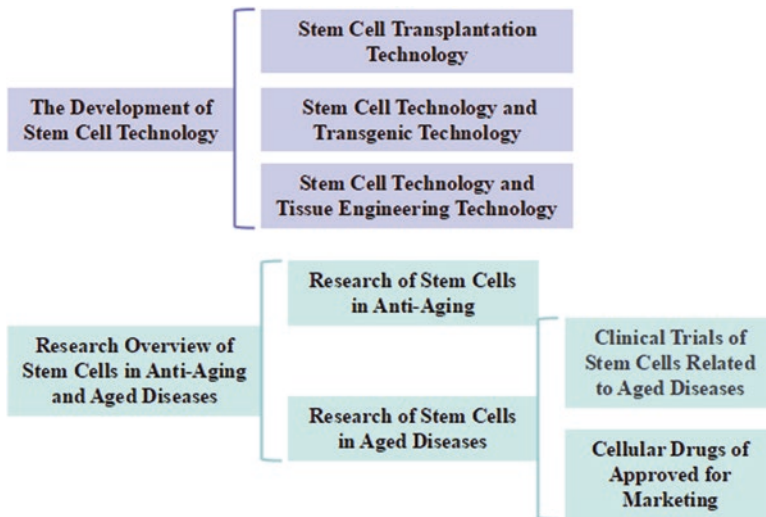 Stem Cell Transplantation
Technology
The Development of
Stem Cell Technology
Stem Cell Technology and
Transgenic Technology
Stem Cell Technology and
Tissue Engineering Technology
Research of Stem Cells
in Anti-Aging
Research Overview of
Stem Cells in Anti-Aging
and Aged Diseases
Clinical Trials of
Stem Cells Related
to Aged Diseases
Research of Stem Cells
in Aged Diseases
Cellular Drugs of
Approved for
Marketing